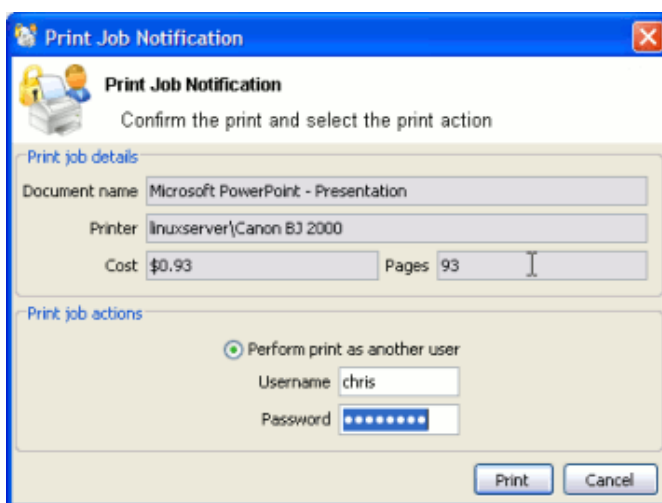 Print Job Notification
Print Job Notification
Confirm the print and select the print action
Print job details
Document name Microsoft PowerPoint - Presentation
Printer linuxserver\Canon BJ 2000
Cost $0.93 Pages 93
Print job actions
Perform print as another user
Username chris
Password ••••••••
Print Cancel